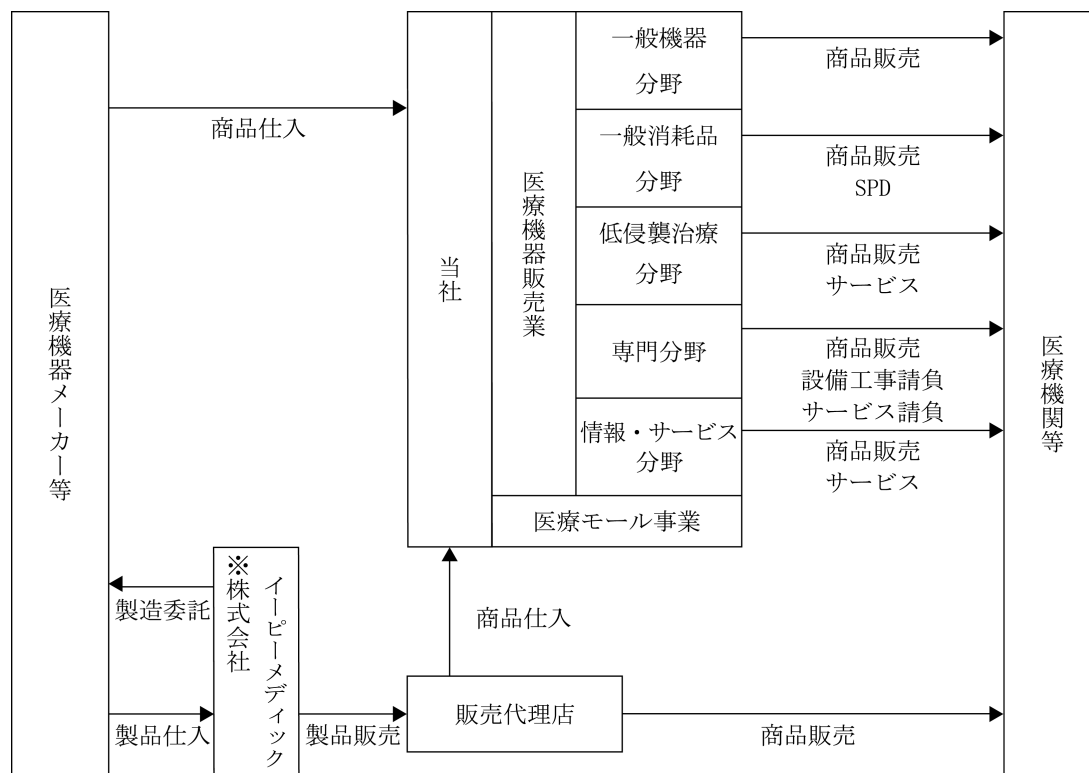 医療機器メーカー等
商品仕入
当社
医療機器販売業
一般機器
分野
一般消耗品
分野
低侵襲治療
分野
専門分野
情報・サービス
分野
医療モール事業
商品販売
商品販売
SPD
商品販売
サービス
商品販売
設備工事請負
サービス請負
商品販売
サービス
医療機関等
製造委託
製品仕入
イーピーメディック
※株式会社
製品販売
商品仕入
販売代理店
商品販売